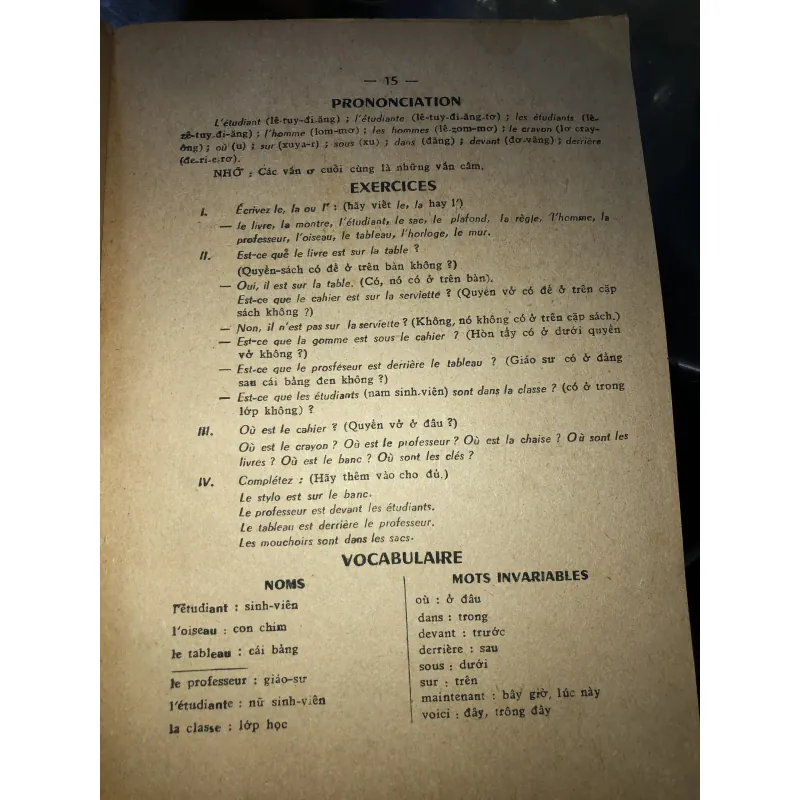 — 15 —
PRONONCIATION
L'étudiant (lê-tuy-đi-ăng) ; l'étudiante (lê-tuy-đi-ăng-tơ) ; les étudiants (lê-
zê-tuy-đi-ăng) ; l'homme (lom-mơ) ; les hommes (lê-zom-mơ) ; le crayon (lơ cray-
ông) ; où (u) ; sur (xuya-r) ; sous (xu) ; dans (đăng) ; devant (đơ-văng) ; derrière
(đe-ri-e-rơ).
NHỚ : Các vần ơ cuối cùng là những vần câm.
EXERCICES
I. Écrivez le, la ou l' : (hãy viết le, la hay l')
— le livre, la montre, l'étudiant, le sac, le plafond, la règle, l'homme, la
professeur, l'oiseau, le tableau, l'horloge, le mur.
II. Est-ce quê le livre est sur la table ?
(Quyển-sách có để ở trên bàn không ?)
— Oui, il est sur la table. (Có, nó có ở trên bàn).
Est-ce que le cahier est sur la serviette ? (Quyển vở có để ở trên cặp
sách không ?)
— Non, il n'est pas sur la serviette ? (Không, nó không có ở trên cặp sách.)
— Est-ce que la gomme est sous le cahier ? (Hòn tẩy có ở dưới quyển
vở không ?)
— Est-ce que le prosféseur est derrière le tableau ? (Giáo sư có ở đằng
sau cái bảng đen không ?)
— Est-ce que les étudiants (nam sinh-viên) sont dans la classe ? (có ở trong
lớp không) ?
III. Où est le cahier ? (Quyển vở ở đâu ?)
Où est le crayon ? Où est le professeur ? Où est la chaise ? Où sont les
livres ? Où est le banc ? Où sont les clés ?
IV. Complétez : (Hãy thêm vào cho đủ.)
Le stylo est sur le banc.
Le professeur est devant les étudiants.
Le tableau est derrière le professeur.
Les mouchoirs sont dans les sacs-
VOCABULAIRE
NOMS
l'étudiant : sinh-viên
l'oiseau : con chim
le tableau : cái bảng
le professeur : giáo-sư
l'étudiante : nữ sinh-viên
la classe : lớp học
MOTS INVARIABLES
où : ở đâu
dans : trong
devant : trước
derrière : sau
sous : dưới
sur : trên
maintenant : bây giờ, lúc này
voici : đây, trông đây